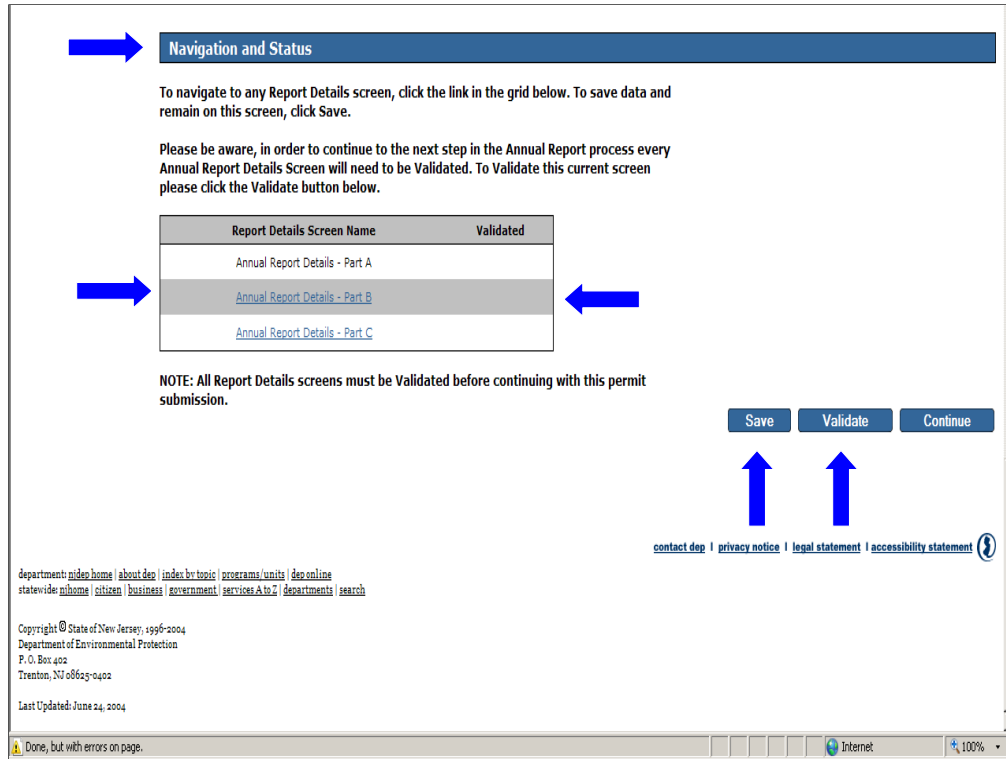 Navigation and Status
To navigate to any Report Details screen, click the link in the grid below. To save data and
remain on this screen, click Save.
Please be aware, in order to continue to the next step in the Annual Report process every
Annual Report Details Screen will need to be Validated. To Validate this current screen
please click the Validate button below.
Report Details Screen Name Validated
Annual Report Details - Part A
Annual Report Details - Part B
Annual Report Details - Part C
NOTE: All Report Details screens must be Validated before continuing with this permit
submission.
Save Validate Continue
contact dep | privacy notice | legal statement | accessibility statement
department: njdep home | about dep | index by topic | programs/units | dep online
statewide: njhome | citizen | business | government | services A to Z | departments | search
Copyright © State of New Jersey, 1996-2004
Department of Environmental Protection
P. O. Box 402
Trenton, NJ 08625-0402
Last Updated: June 24, 2004
Done, but with errors on page. Internet 100%